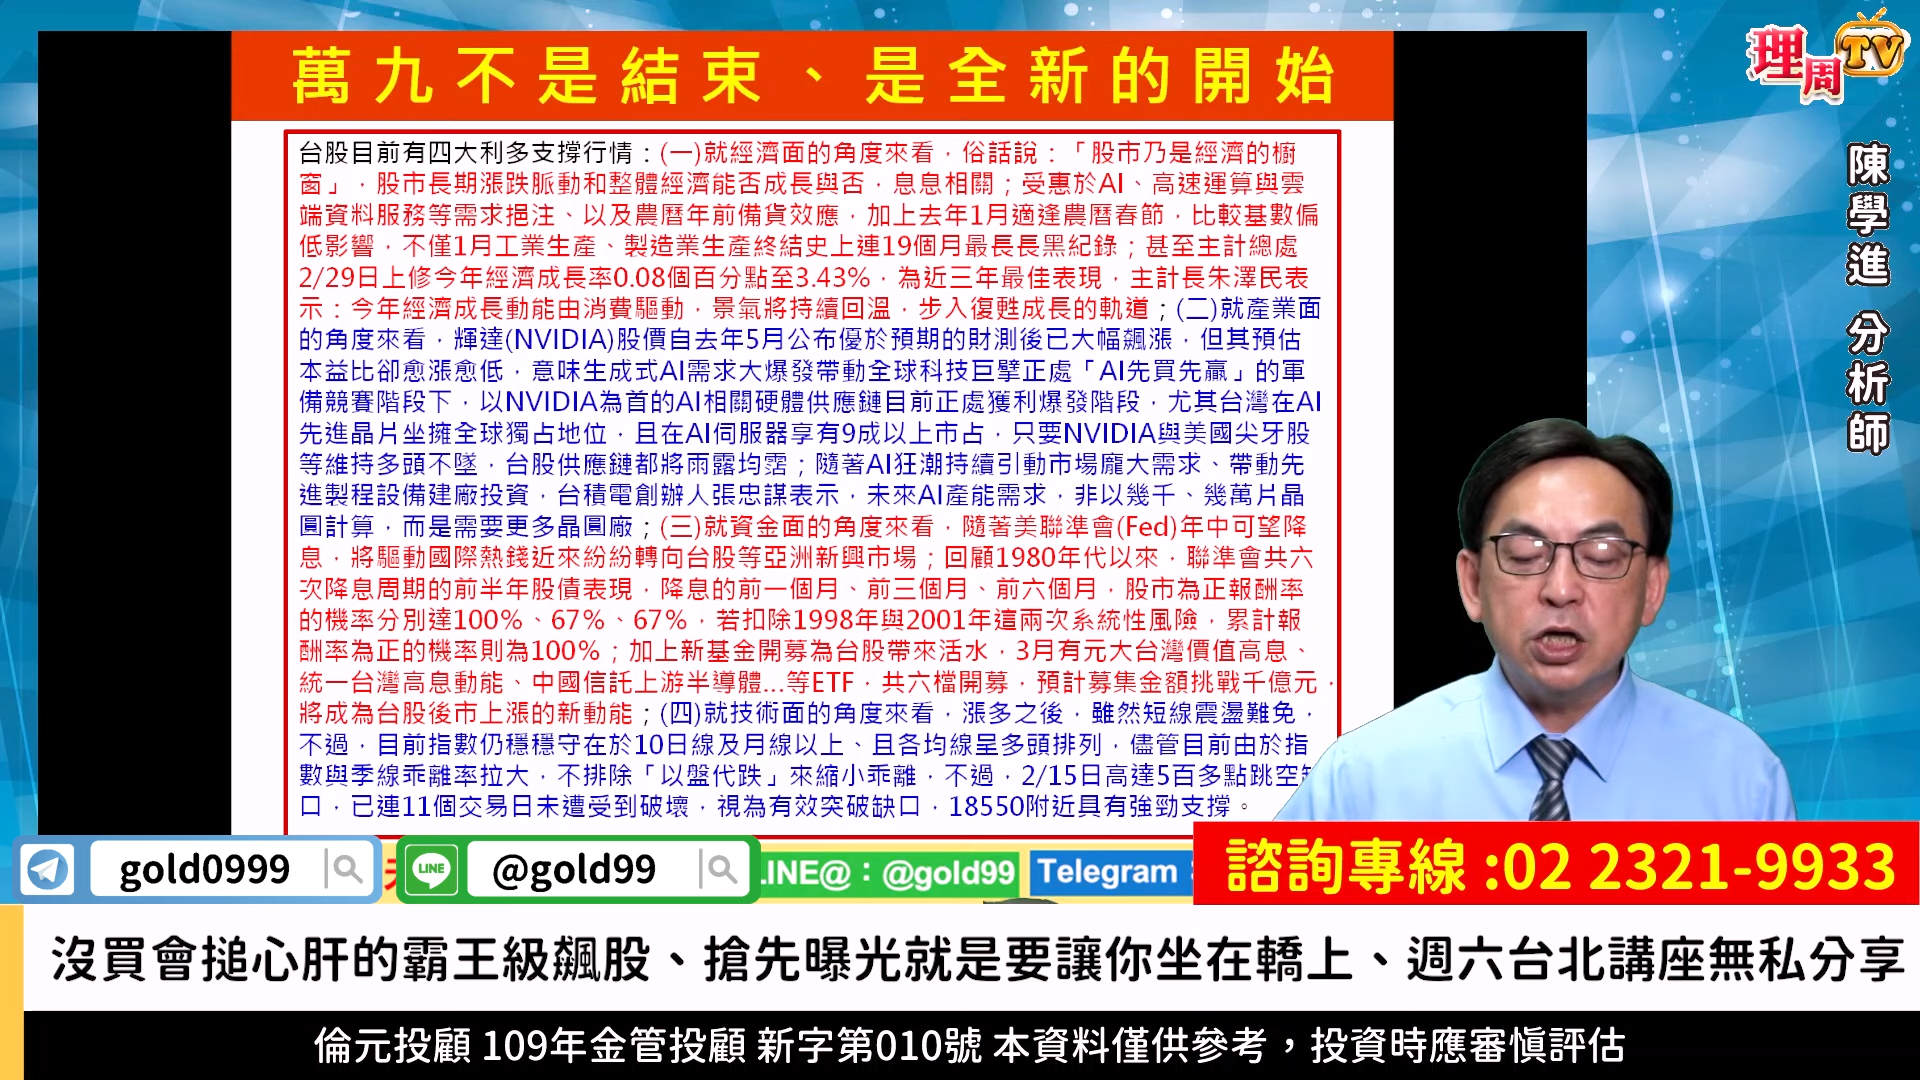 萬九不是結束、是全新的開始
理周TV
陳學進 分析師
台股目前有四大利多支撐行情：(一)就經濟面的角度來看，俗話說：「股市乃是經濟的櫥
窗」，股市長期漲跌脈動和整體經濟能否成長與否，息息相關；受惠於AI、高速運算與雲
端資料服務等需求挹注、以及農曆年前備貨效應，加上去年1月適逢農曆春節，比較基數偏
低影響，不僅1月工業生產、製造業生產終結史上連19個月最長長黑紀錄；甚至主計總處
2/29日上修今年經濟成長率0.08個百分點至3.43%，為近三年最佳表現，主計長朱澤民表
示：今年經濟成長動能由消費驅動，景氣將持續回溫，步入復甦成長的軌道；(二)就產業面
的角度來看，輝達(NVIDIA)股價自去年5月公布優於預期的財測後已大幅飆漲，但其預估
本益比卻愈漲愈低，意味生成式AI需求大爆發帶動全球科技巨擘正處「AI先買先贏」的軍
備競賽階段下，以NVIDIA為首的AI相關硬體供應鏈目前正處獲利爆發階段，尤其台灣在AI
先進晶片坐擁全球獨占地位，且在AI伺服器享有9成以上市占，只要NVIDIA與美國尖牙股
等維持多頭不墜，台股供應鏈都將雨露均霑；隨著AI狂潮持續引動市場龐大需求、帶動先
進製程設備建廠投資，台積電創辦人張忠謀表示，未來AI產能需求，非以幾千、幾萬片晶
圓計算，而是需要更多晶圓廠；(三)就資金面的角度來看，隨著美聯準會(Fed)年中可望降
息，將驅動國際熱錢近來紛紛轉向台股等亞洲新興市場；回顧1980年代以來，聯準會共六
次降息周期的前半年股債表現，降息的前一個月、前三個月、前六個月，股市為正報酬率
的機率分別達100%、67%、67%，若扣除1998年與2001年這兩次系統性風險，累計報
酬率為正的機率則為100%；加上新基金開募為台股帶來活水，3月有元大台灣價值高息、
統一台灣高息動能、中國信託上游半導體...等ETF，共六檔開募，預計募集金額挑戰千億元，
將成為台股後市上漲的新動能；(四)就技術面的角度來看，漲多之後，雖然短線震盪難免，
不過，目前指數仍穩穩守在於10日線及月線以上、且各均線呈多頭排列，儘管目前由於指
數與季線乖離率拉大，不排除「以盤代跌」來縮小乖離，不過，2/15日高達5百多點跳空缺
口，已連11個交易日未遭受到破壞，視為有效突破缺口，18550附近具有強勁支撐。
gold0999
LINE @gold99
LINE@：@gold99
Telegram：
諮詢專線 :02 2321-9933
沒買會搥心肝的霸王級飆股、搶先曝光就是要讓你坐在轎上、週六台北講座無私分享
倫元投顧 109年金管投顧 新字第010號 本資料僅供參考，投資時應審慎評估